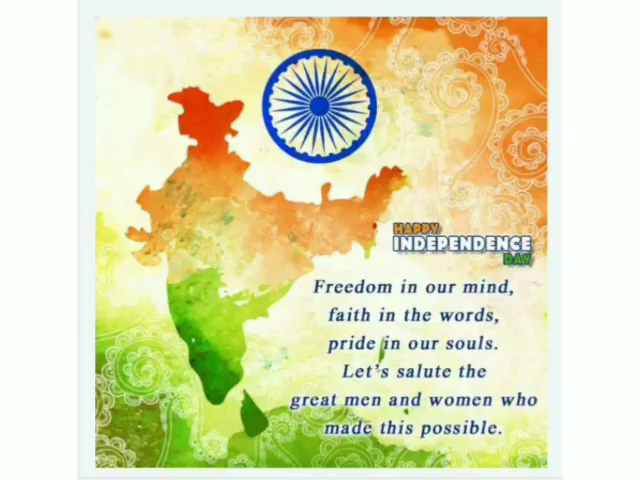 HAPPY
INDEPENDENCE
DAY
Freedom in our mind,
faith in the words,
pride in our souls.
Let's salute the
great men and women who
made this possible.